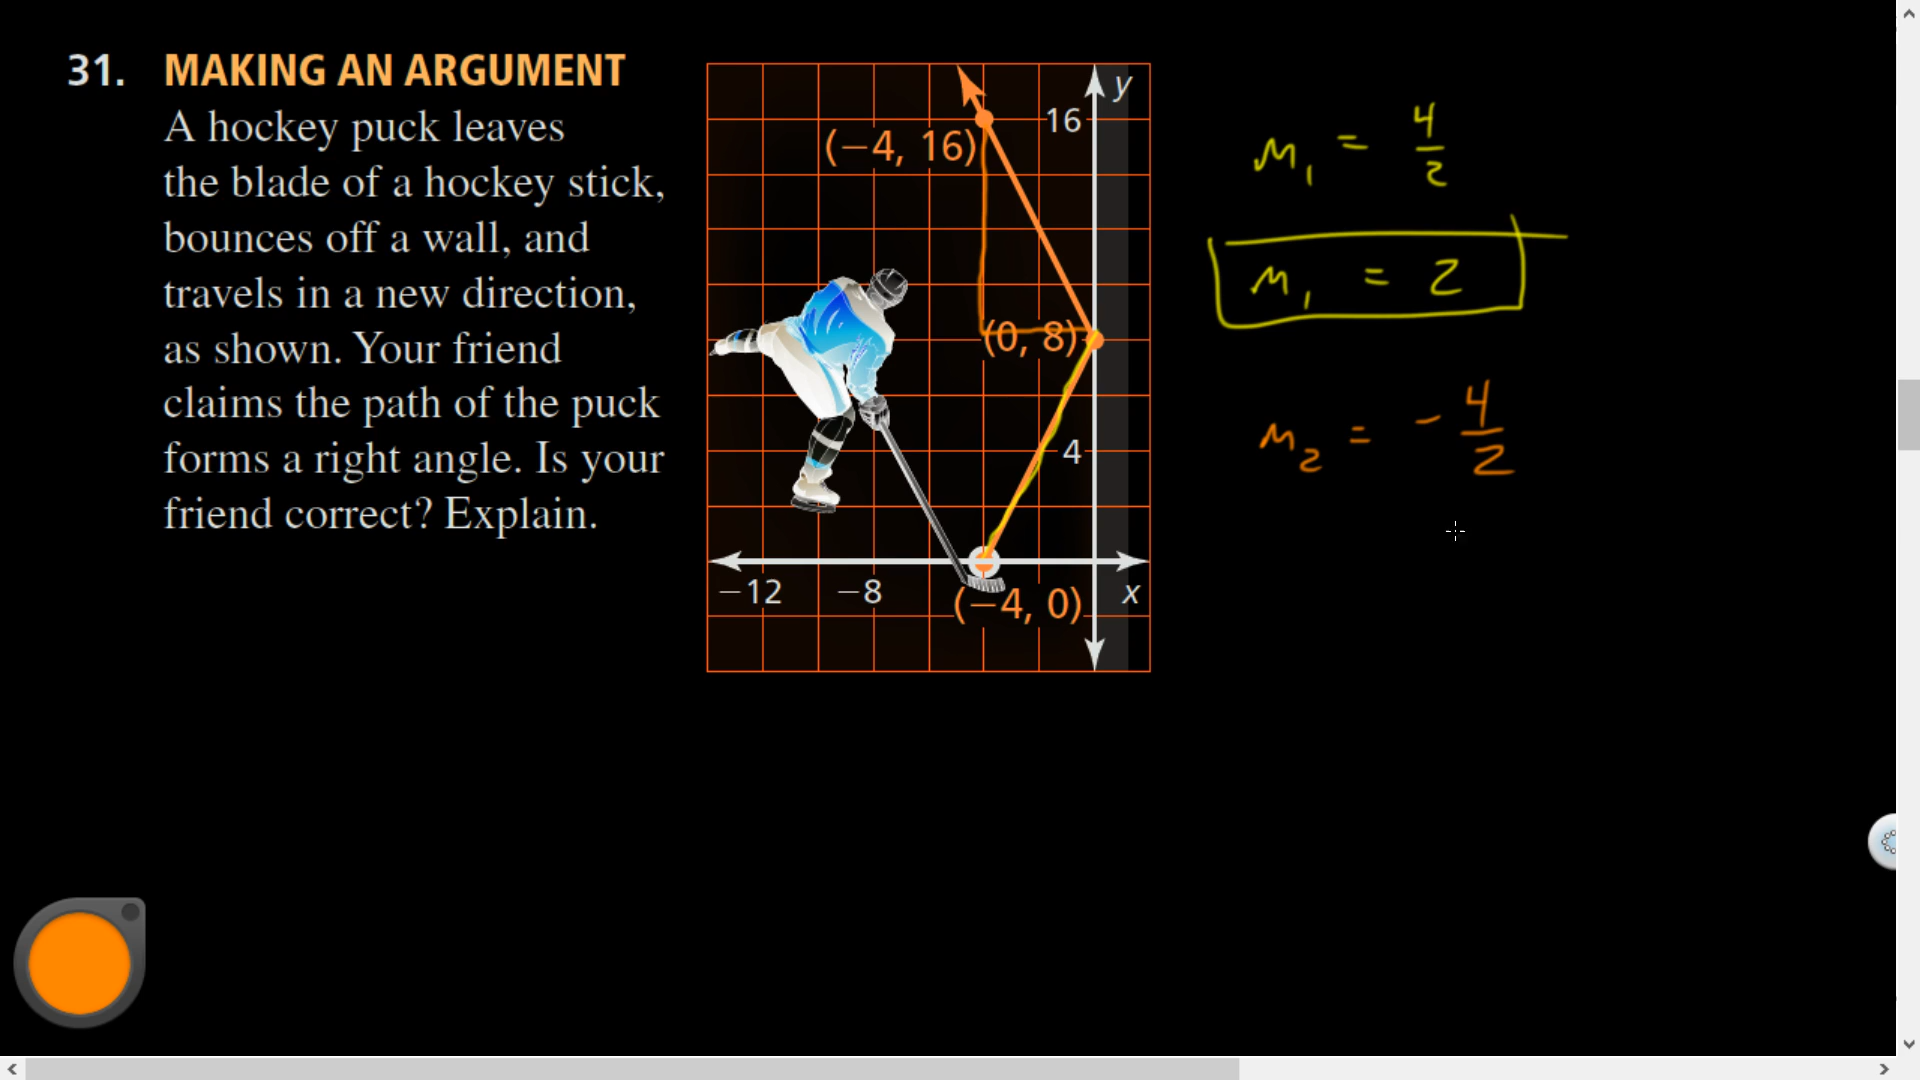 31. MAKING AN ARGUMENT
A hockey puck leaves
the blade of a hockey stick,
bounces off a wall, and
travels in a new direction,
as shown. Your friend
claims the path of the puck
forms a right angle. Is your
friend correct? Explain.
y
16
(−4, 16)
(0, 8)
4
−12
−8
(−4, 0)
x
m₁ = 4/2
m₁ = 2
m₂ = - 4/2